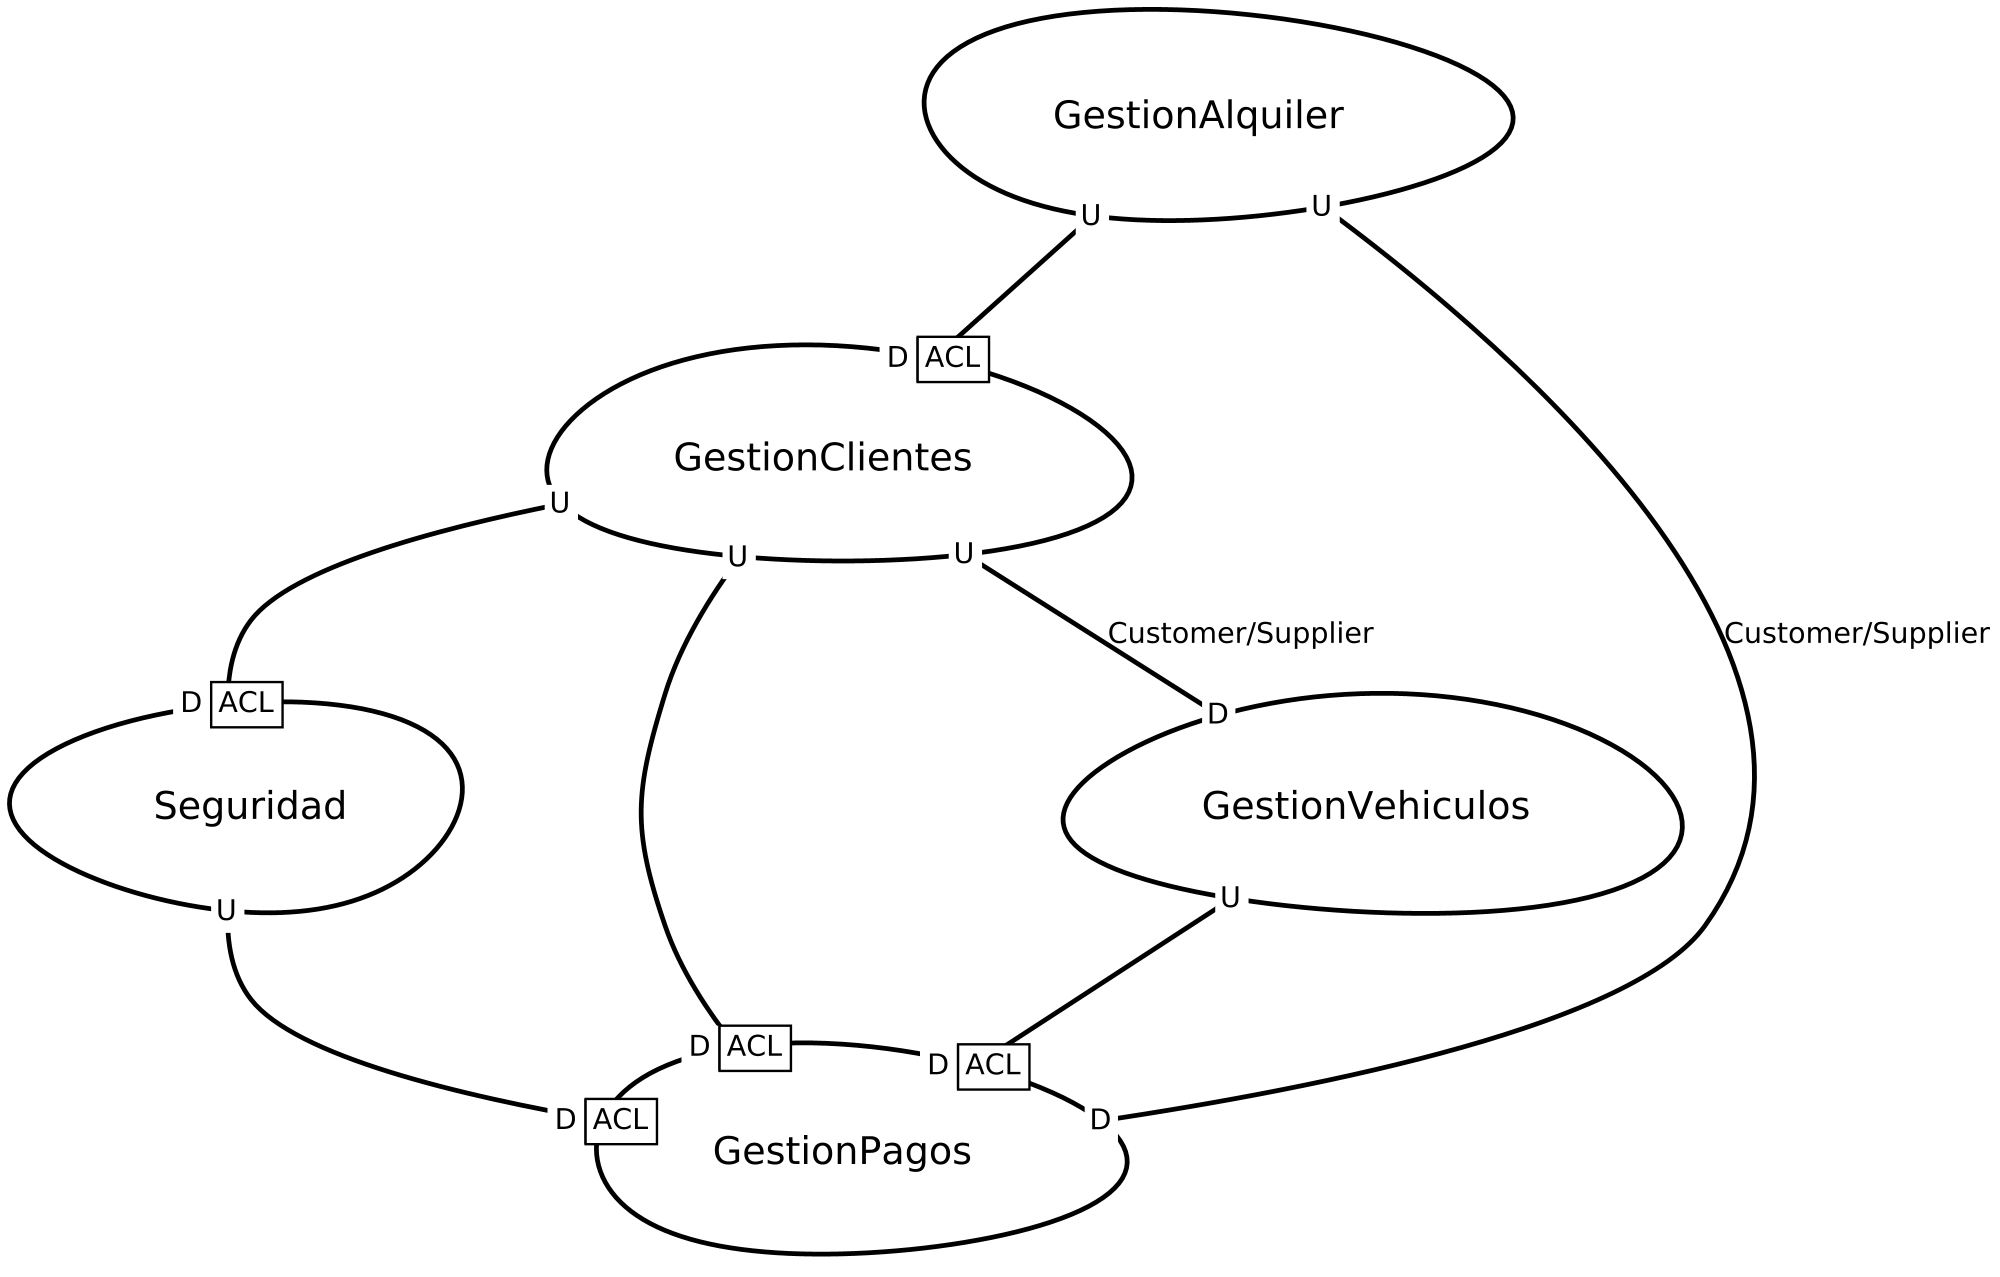 GestionAlquiler
U
U
D
ACL
GestionClientes
U
U
U
Customer/Supplier
Customer/Supplier
D
ACL
D
Seguridad
GestionVehiculos
U
U
D
ACL
D
ACL
D
ACL
D
GestionPagos